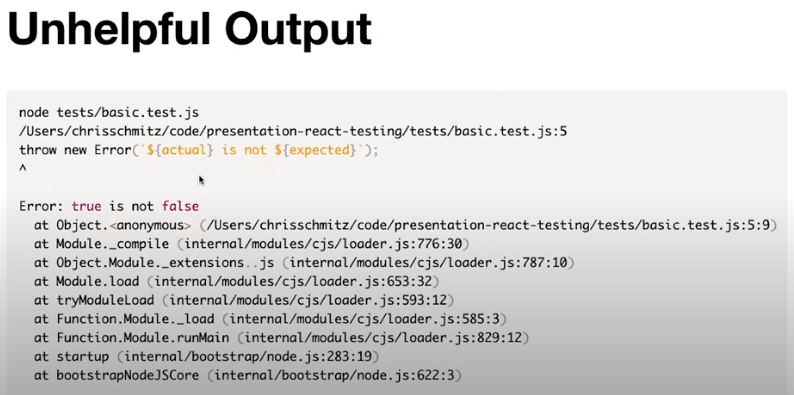 Unhelpful Output
node tests/basic.test.js
/Users/chrisschmitz/code/presentation-react-testing/tests/basic.test.js:5
throw new Error(`${actual} is not ${expected}`);
^
Error: true is not false
at Object.<anonymous> (/Users/chrisschmitz/code/presentation-react-testing/tests/basic.test.js:5:9)
at Module._compile (internal/modules/cjs/loader.js:776:30)
at Object.Module._extensions..js (internal/modules/cjs/loader.js:787:10)
at Module.load (internal/modules/cjs/loader.js:653:32)
at tryModuleLoad (internal/modules/cjs/loader.js:593:12)
at Function.Module._load (internal/modules/cjs/loader.js:585:3)
at Function.Module.runMain (internal/modules/cjs/loader.js:829:12)
at startup (internal/bootstrap/node.js:283:19)
at bootstrapNodeJSCore (internal/bootstrap/node.js:622:3)